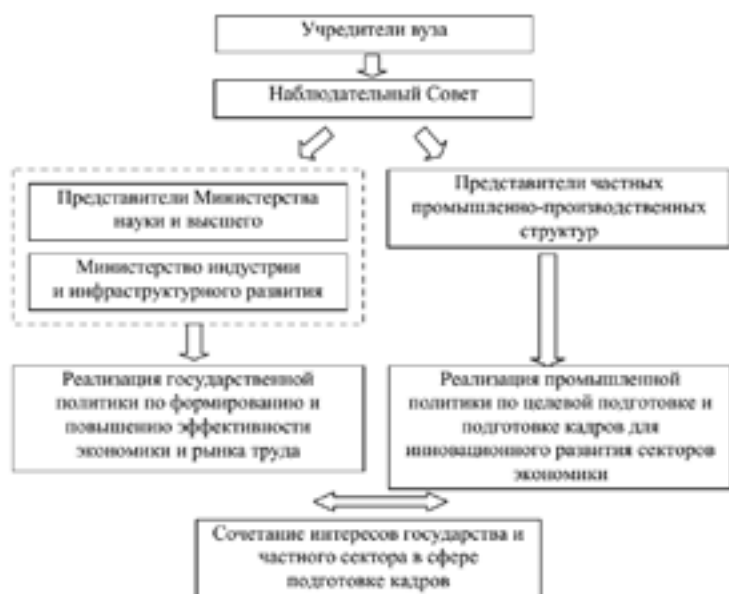 Учредители вуза
Наблюдательный Совет
Представители Министерства
науки и высшего
Министерство индустрии
и инфраструктурного развития
Представители частных
промышленно-производственных
структур
Реализация государственной
политики по формированию и
повышению эффективности
экономики и рынка труда
Реализация промышленной
политики по целевой подготовке и
подготовке кадров для
инновационного развития секторов
экономики
Сочетание интересов государства и
частного сектора в сфере
подготовке кадров